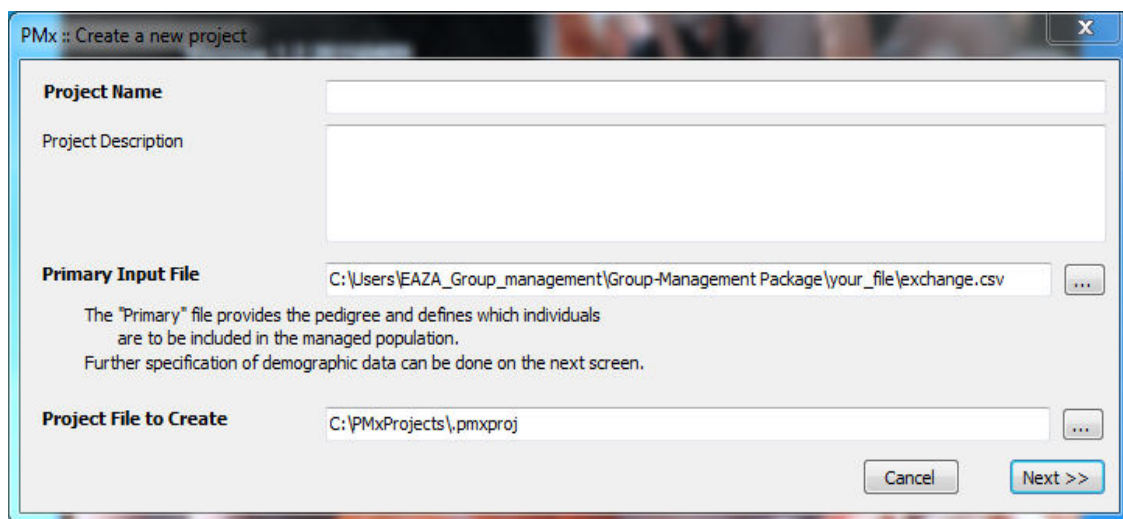 PMx :: Create a new project
X
Project Name
Project Description
Primary Input File
C:\Users\EAZA_Group_management\Group-Management Package\your_file\exchange.csv
...
The "Primary" file provides the pedigree and defines which individuals
are to be included in the managed population.
Further specification of demographic data can be done on the next screen.
Project File to Create
C:\PMxProjects\.pmxproj
...
Cancel
Next >>